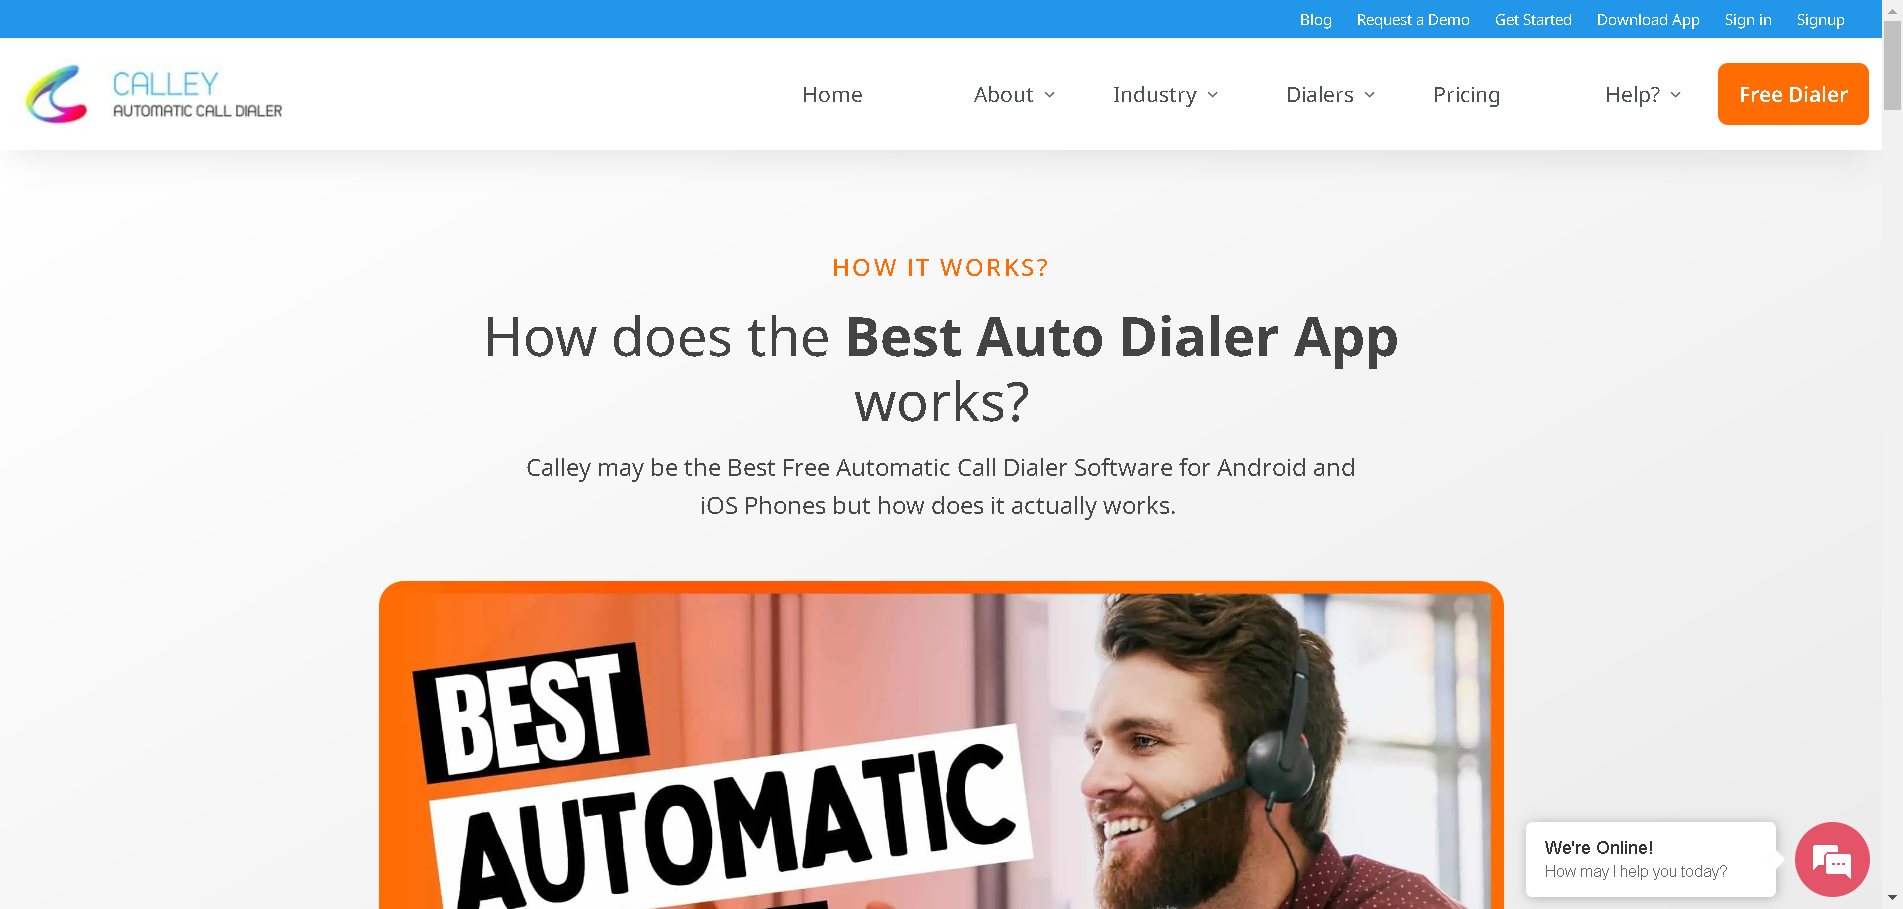 Blog Request a Demo Get Started Download App Sign in Signup
CALLEY
AUTOMATIC CALL DIALER
Home About Industry Dialers Pricing Help? Free Dialer
HOW IT WORKS?
How does the Best Auto Dialer App
works?
Calley may be the Best Free Automatic Call Dialer Software for Android and
iOS Phones but how does it actually works.
BEST
AUTOMATIC
We're Online!
How may I help you today?